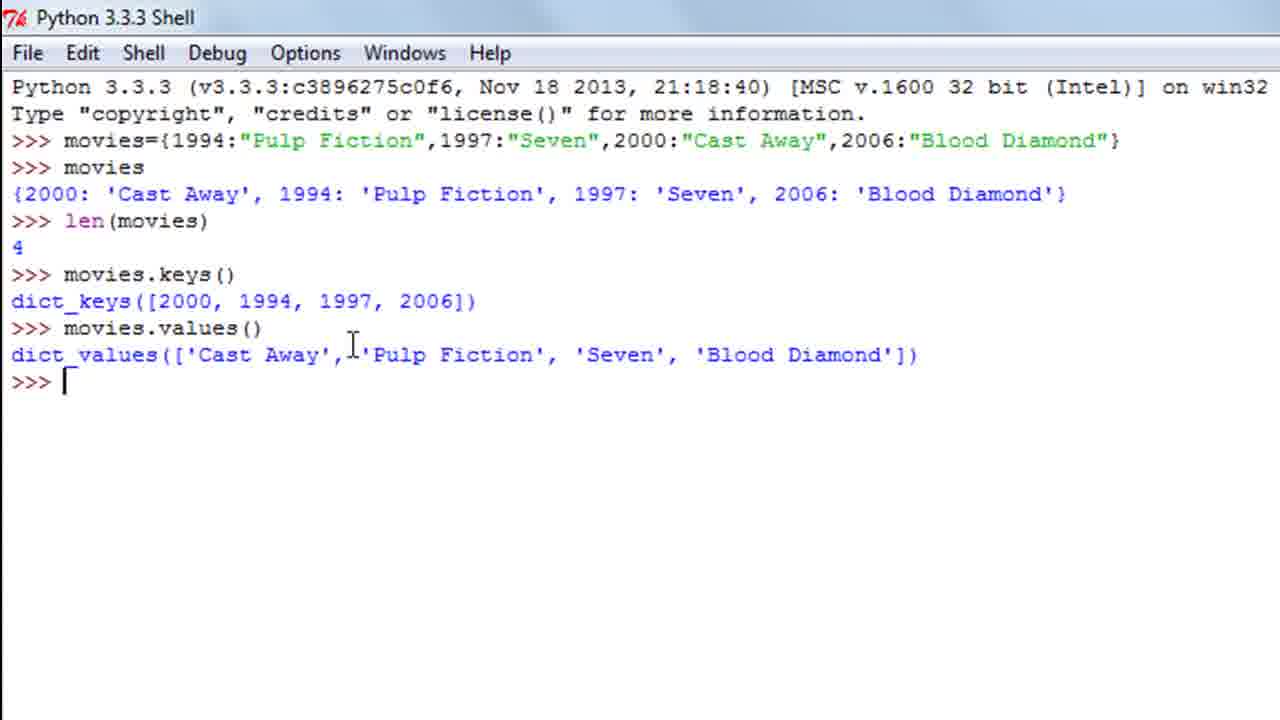 Python 3.3.3 Shell
File Edit Shell Debug Options Windows Help
Python 3.3.3 (v3.3.3:c3896275c0f6, Nov 18 2013, 21:18:40) [MSC v.1600 32 bit (Intel)] on win32
Type "copyright", "credits" or "license()" for more information.
>>> movies={1994:"Pulp Fiction",1997:"Seven",2000:"Cast Away",2006:"Blood Diamond"}
>>> movies
{2000: 'Cast Away', 1994: 'Pulp Fiction', 1997: 'Seven', 2006: 'Blood Diamond'}
>>> len(movies)
4
>>> movies.keys()
dict_keys([2000, 1994, 1997, 2006])
>>> movies.values()
dict_values(['Cast Away', 'Pulp Fiction', 'Seven', 'Blood Diamond'])
>>>